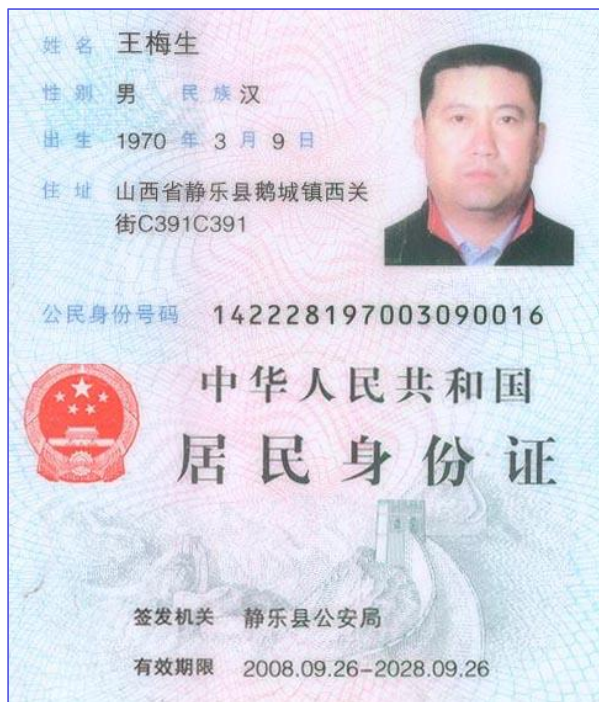 姓名 王梅生
性别 男 民族 汉
出生 1970 年 3 月 9 日
住址 山西省静乐县鹅城镇西关
街C391C391
公民身份号码 142228197003090016
中华人民共和国
居民身份证
签发机关 静乐县公安局
有效期限 2008.09.26-2028.09.26